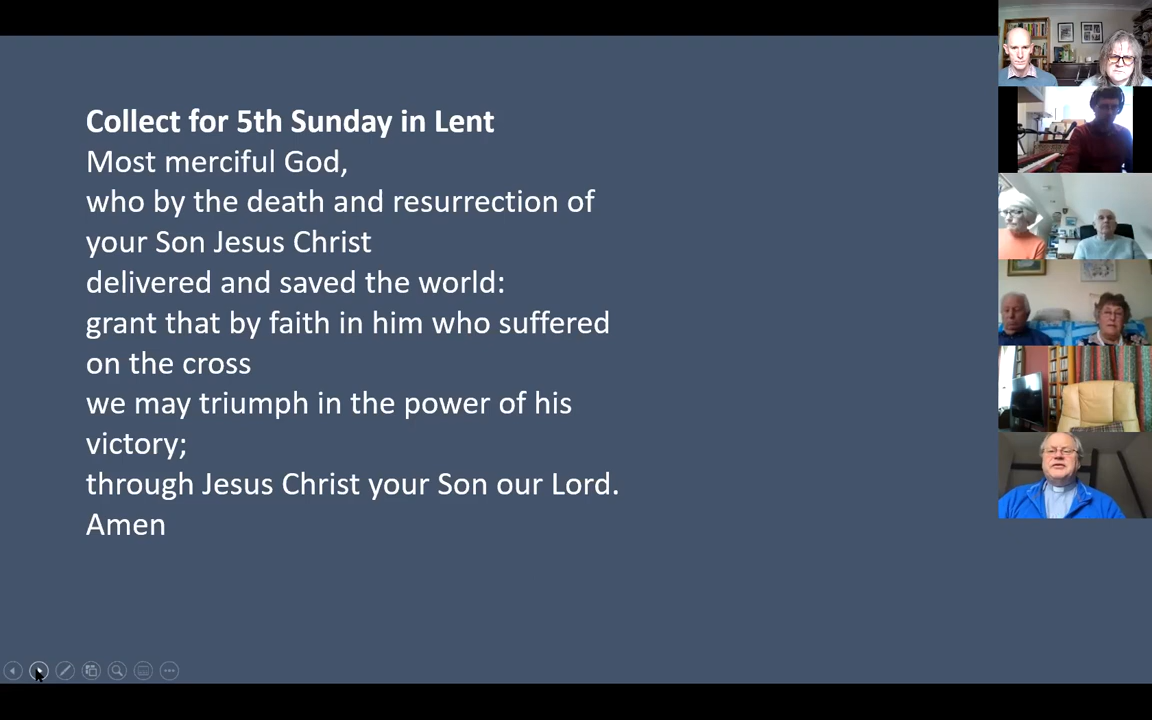 Collect for 5th Sunday in Lent
Most merciful God,
who by the death and resurrection of
your Son Jesus Christ
delivered and saved the world:
grant that by faith in him who suffered
on the cross
we may triumph in the power of his
victory;
through Jesus Christ your Son our Lord.
Amen